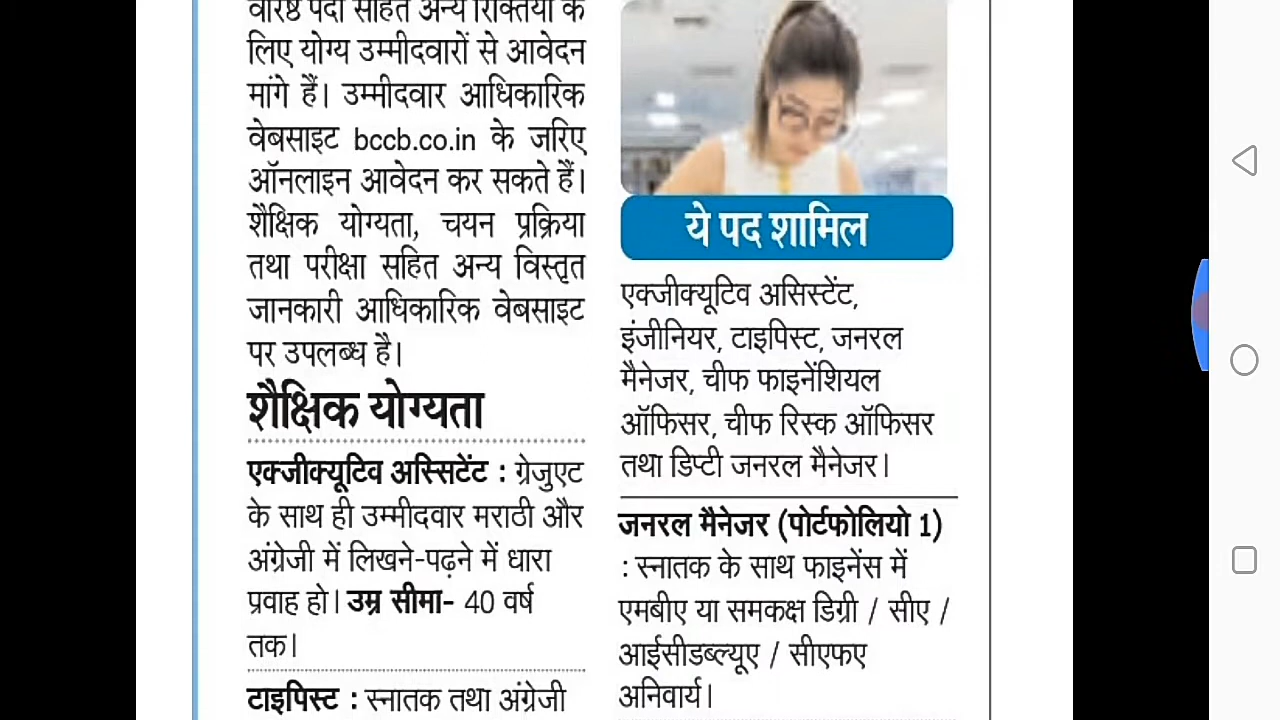 वरिष्ठ पदों सहित अन्य रिक्तियों के
लिए योग्य उम्मीदवारों से आवेदन
मांगे हैं। उम्मीदवार आधिकारिक
वेबसाइट bccb.co.in के जरिए
ऑनलाइन आवेदन कर सकते हैं।
शैक्षिक योग्यता, चयन प्रक्रिया
तथा परीक्षा सहित अन्य विस्तृत
जानकारी आधिकारिक वेबसाइट
पर उपलब्ध है।
शैक्षिक योग्यता
एक्जीक्यूटिव अस्सिटेंट : ग्रेजुएट
के साथ ही उम्मीदवार मराठी और
अंग्रेजी में लिखने-पढ़ने में धारा
प्रवाह हो। उम्र सीमा- 40 वर्ष
तक।
टाइपिस्ट : स्नातक तथा अंग्रेजी
ये पद शामिल
एक्जीक्यूटिव असिस्टेंट,
इंजीनियर, टाइपिस्ट, जनरल
मैनेजर, चीफ फाइनेंशियल
ऑफिसर, चीफ रिस्क ऑफिसर
तथा डिप्टी जनरल मैनेजर।
जनरल मैनेजर (पोर्टफोलियो 1)
: स्नातक के साथ फाइनेंस में
एमबीए या समकक्ष डिग्री / सीए /
आईसीडब्ल्यूए / सीएफए
अनिवार्य।